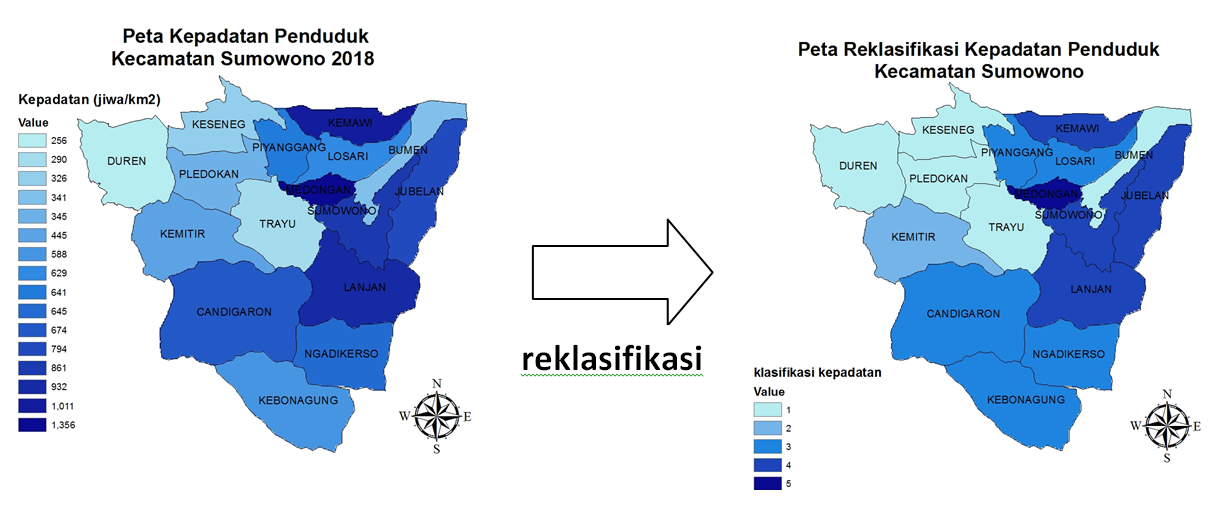 Peta Kepadatan Penduduk
Kecamatan Sumowono 2018
Kepadatan (jiwa/km2)
Value
256
290
326
341
345
445
588
629
641
645
674
794
861
932
1,011
1,356
KESENEG
KEMAWI
DUREN
PIYANGGANG
LOSARI
BUMEN
PLEDOKAN
MEDONGAN
JUBELAN
SUMOWONO
TRAYU
KEMITIR
LANJAN
CANDIGARON
NGADIKERSO
KEBONAGUNG
N
W
E
S
reklasifikasi
Peta Reklasifikasi Kepadatan Penduduk
Kecamatan Sumowono
KESENEG
KEMAWI
DUREN
PIYANGGANG
LOSARI
BUMEN
PLEDOKAN
MEDONGAN
JUBELAN
SUMOWONO
TRAYU
KEMITIR
LANJAN
CANDIGARON
NGADIKERSO
KEBONAGUNG
klasifikasi kepadatan
Value
1
2
3
4
5
N
W
E
S